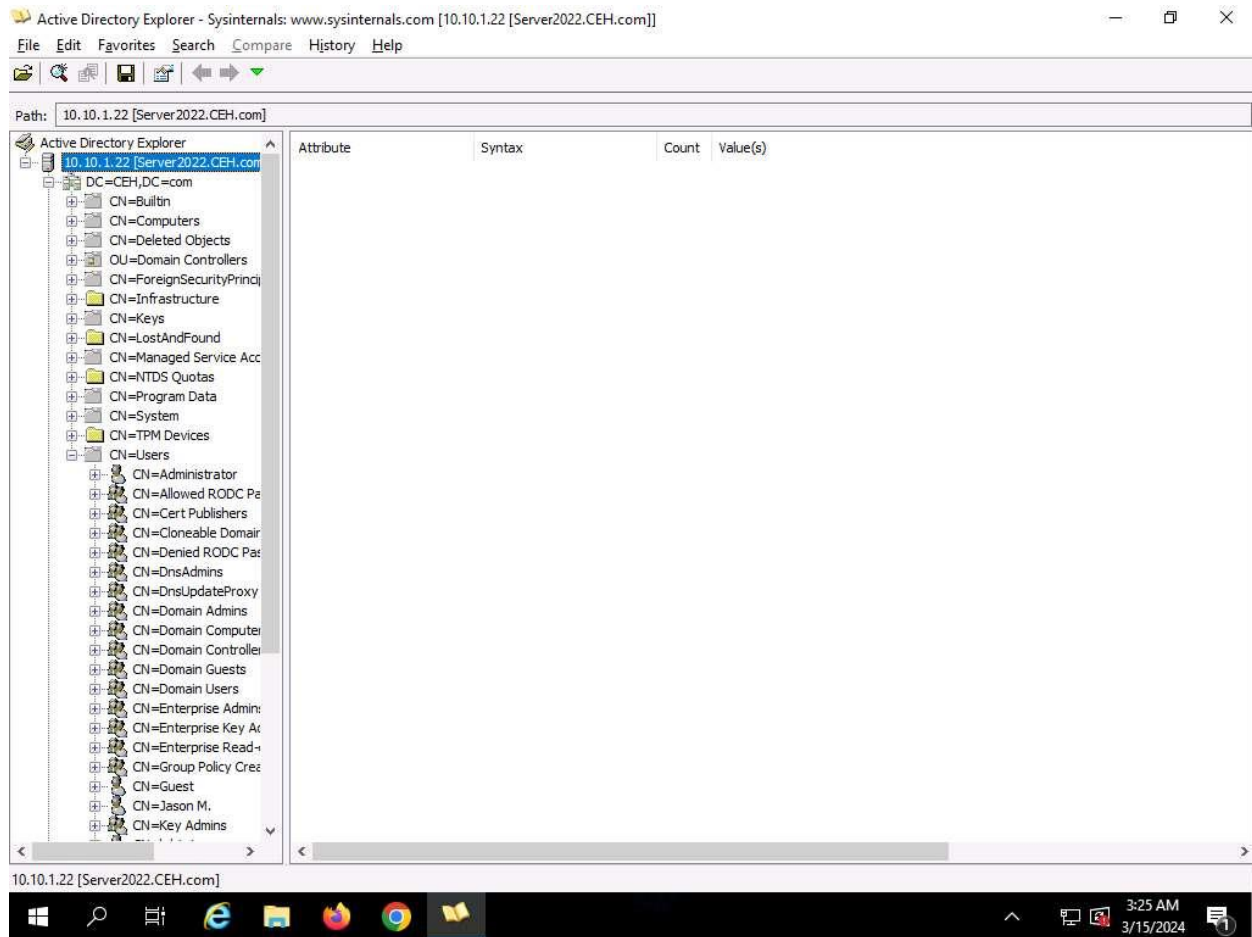 Active Directory Explorer - Sysinternals: www.sysinternals.com [10.10.1.22 [Server2022.CEH.com]]
File Edit Favorites Search Compare History Help
Path: 10.10.1.22 [Server2022.CEH.com]
Active Directory Explorer
10.10.1.22 [Server2022.CEH.com
DC=CEH,DC=com
CN=Builtin
CN=Computers
CN=Deleted Objects
OU=Domain Controllers
CN=ForeignSecurityPrincip
CN=Infrastructure
CN=Keys
CN=LostAndFound
CN=Managed Service Acc
CN=NTDS Quotas
CN=Program Data
CN=System
CN=TPM Devices
CN=Users
CN=Administrator
CN=Allowed RODC Pa
CN=Cert Publishers
CN=Cloneable Domain
CN=Denied RODC Pas
CN=DnsAdmins
CN=DnsUpdateProxy
CN=Domain Admins
CN=Domain Computer
CN=Domain Controller
CN=Domain Guests
CN=Domain Users
CN=Enterprise Admins
CN=Enterprise Key Ad
CN=Enterprise Read-
CN=Group Policy Crea
CN=Guest
CN=Jason M.
CN=Key Admins
Attribute Syntax Count Value(s)
10.10.1.22 [Server2022.CEH.com]
3:25 AM
3/15/2024
1